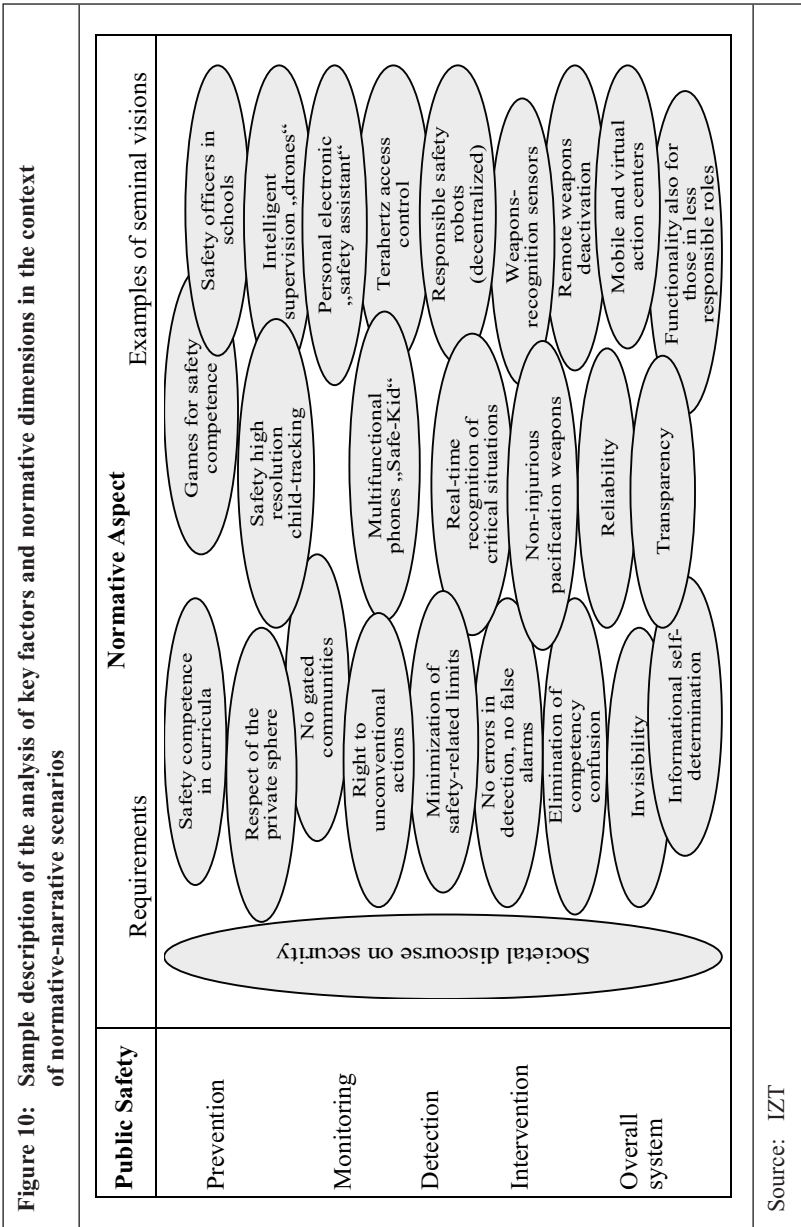 Figure 10: Sample description of the analysis of key factors and normative dimensions in the context
of normative-narrative scenarios
Public Safety
Normative Aspect
Requirements
Examples of seminal visions
Prevention
Monitoring
Detection
Intervention
Overall
system
Societal discourse on security
Safety competence
in curricula
Respect of the
private sphere
No gated
communities
Right to
unconventional
actions
Minimization of
safety-related limits
No errors in
detection, no false
alarms
Elimination of
competency
confusion
Invisibility
Informational self-
determination
Games for safety
competence
Safety high
resolution
child-tracking
Multifunctional
phones „Safe-Kid“
Real-time
recognition of
critical situations
Non-injurious
pacification weapons
Reliability
Transparency
Safety officers in
schools
Intelligent
supervision „drones“
Personal electronic
„safety assistant“
Terahertz access
control
Responsible safety
robots
(decentralized)
Weapons-
recognition sensors
Remote weapons
deactivation
Mobile and virtual
action centers
Functionality also for
those in less
responsible roles
Source: IZT